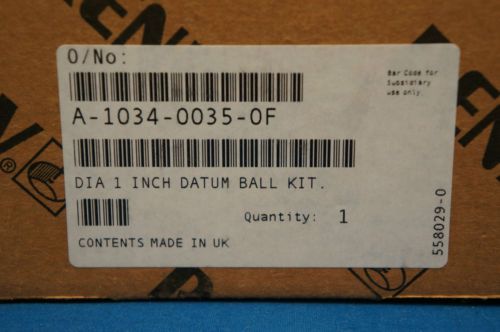 O/No:
Bar Code for
Subsidiary
use only.
A-1034-0035-0F
DIA 1 INCH DATUM BALL KIT.
Quantity: 1
CONTENTS MADE IN UK
558029-0